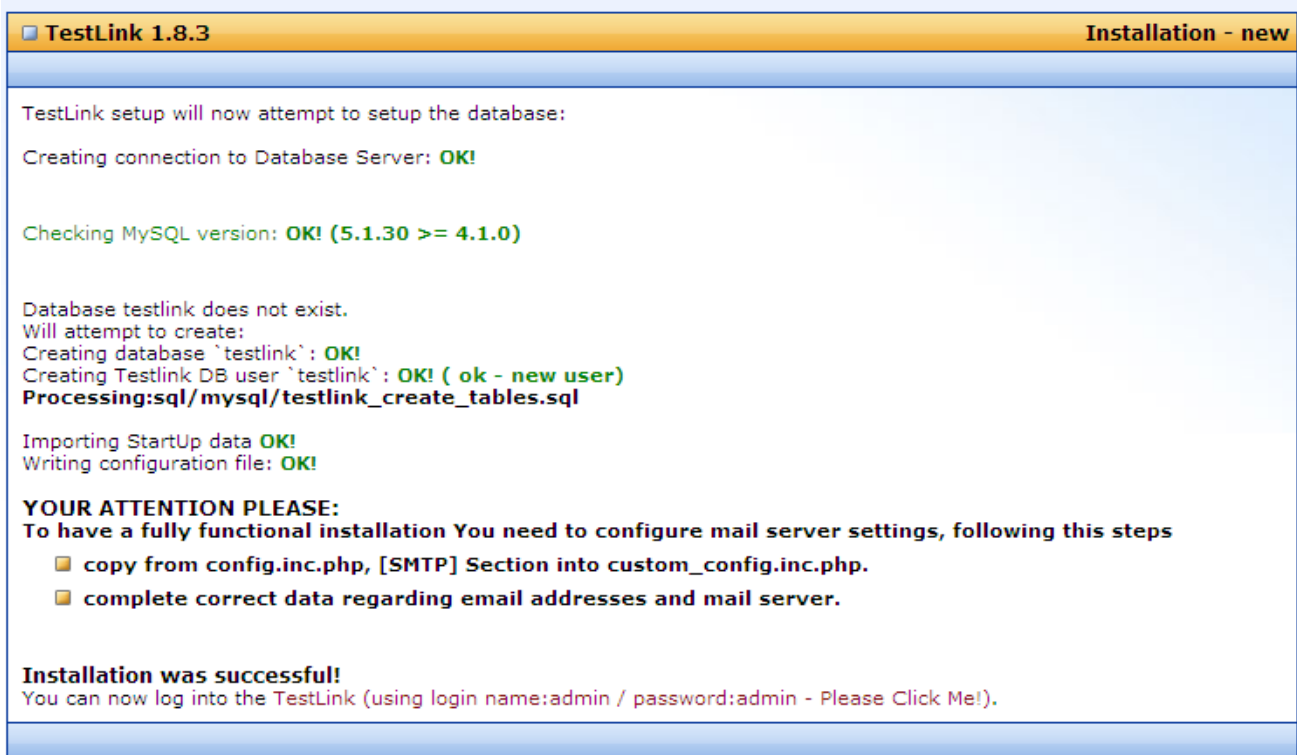 TestLink 1.8.3 Installation - new
TestLink setup will now attempt to setup the database:
Creating connection to Database Server: OK!
Checking MySQL version: OK! (5.1.30 >= 4.1.0)
Database testlink does not exist.
Will attempt to create:
Creating database `testlink`: OK!
Creating Testlink DB user `testlink`: OK! ( ok - new user)
Processing:sql/mysql/testlink_create_tables.sql
Importing StartUp data OK!
Writing configuration file: OK!
YOUR ATTENTION PLEASE:
To have a fully functional installation You need to configure mail server settings, following this steps
copy from config.inc.php, [SMTP] Section into custom_config.inc.php.
complete correct data regarding email addresses and mail server.
Installation was successful!
You can now log into the TestLink (using login name:admin / password:admin - Please Click Me!).